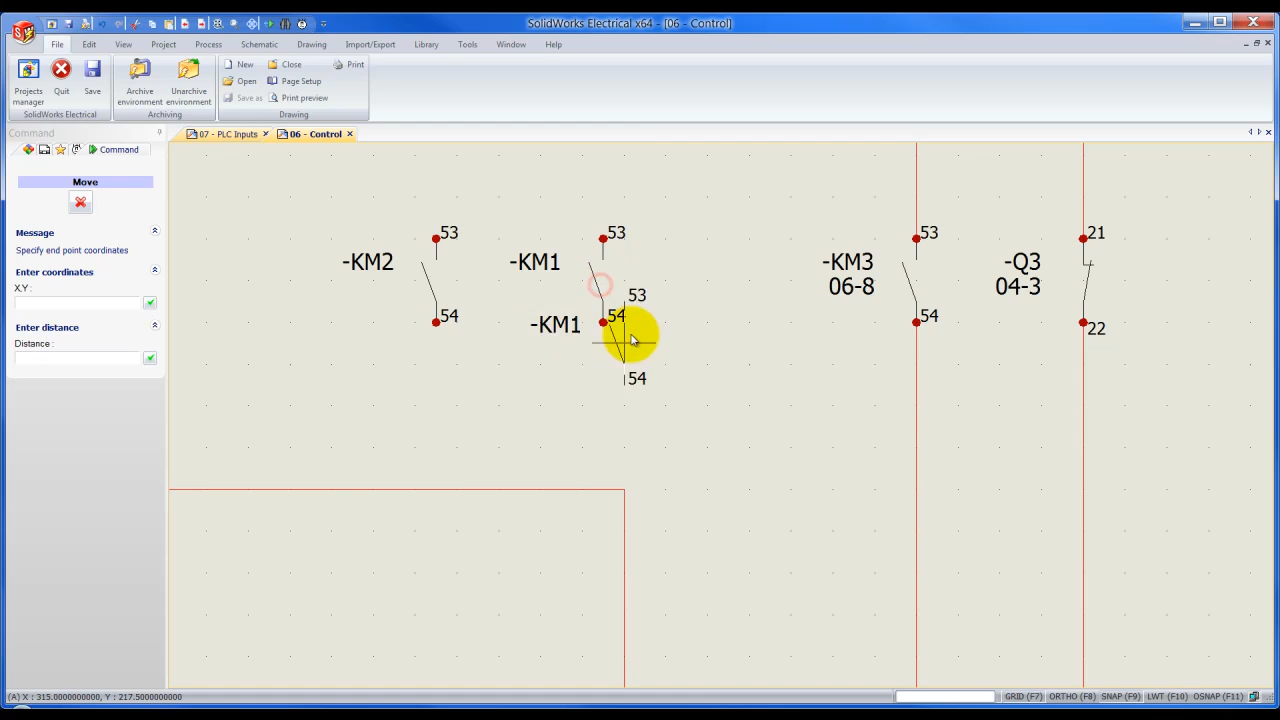 SolidWorks Electrical x64 - [06 - Control]
File Edit View Project Process Schematic Drawing Import/Export Library Tools Window Help
Projects manager
Quit
Save
SolidWorks Electrical
Archive environment
Unarchive environment
Archiving
New Close Print
Open Page Setup
Save as Print preview
Drawing
Command
07 - PLC Inputs
06 - Control
Command
Move
Message
Specify end point coordinates
Enter coordinates
X,Y :
Enter distance
Distance :
53 53 53 21
-KM2 -KM1 -KM3 -Q3
06-8 04-3
53
54 54 54 22
-KM1
54
(A) X : 315.0000000000, Y : 217.5000000000
GRID (F7) ORTHO (F8) SNAP (F9) LWT (F10) OSNAP (F11)